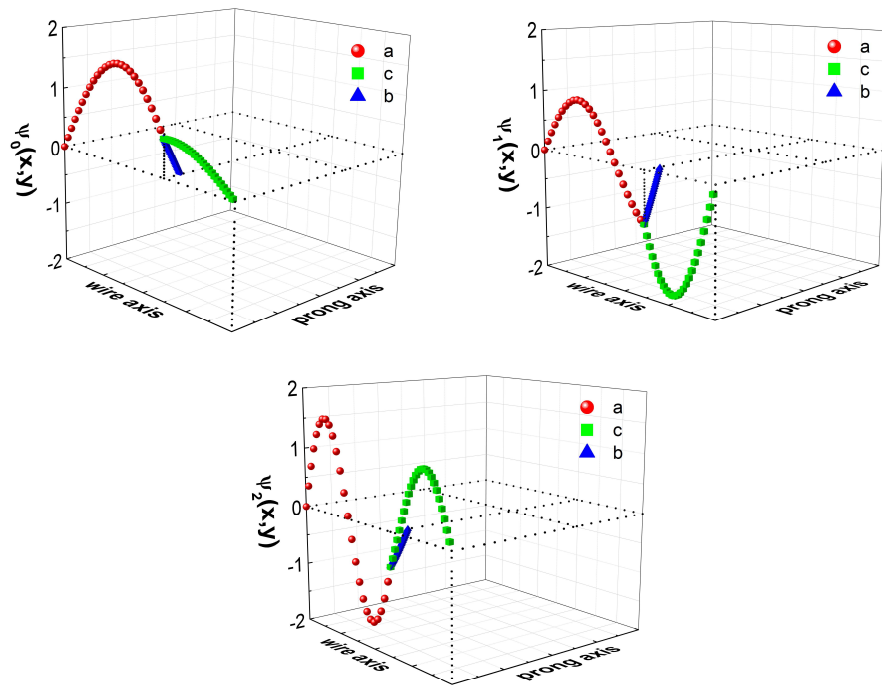 2
1
0
-1
-2
ψ0(x,y)
wire axis
prong axis
a
c
b
2
1
0
-1
-2
ψ1(x,y)
wire axis
prong axis
a
c
b
2
1
0
-1
-2
ψ2(x,y)
wire axis
prong axis
a
c
b